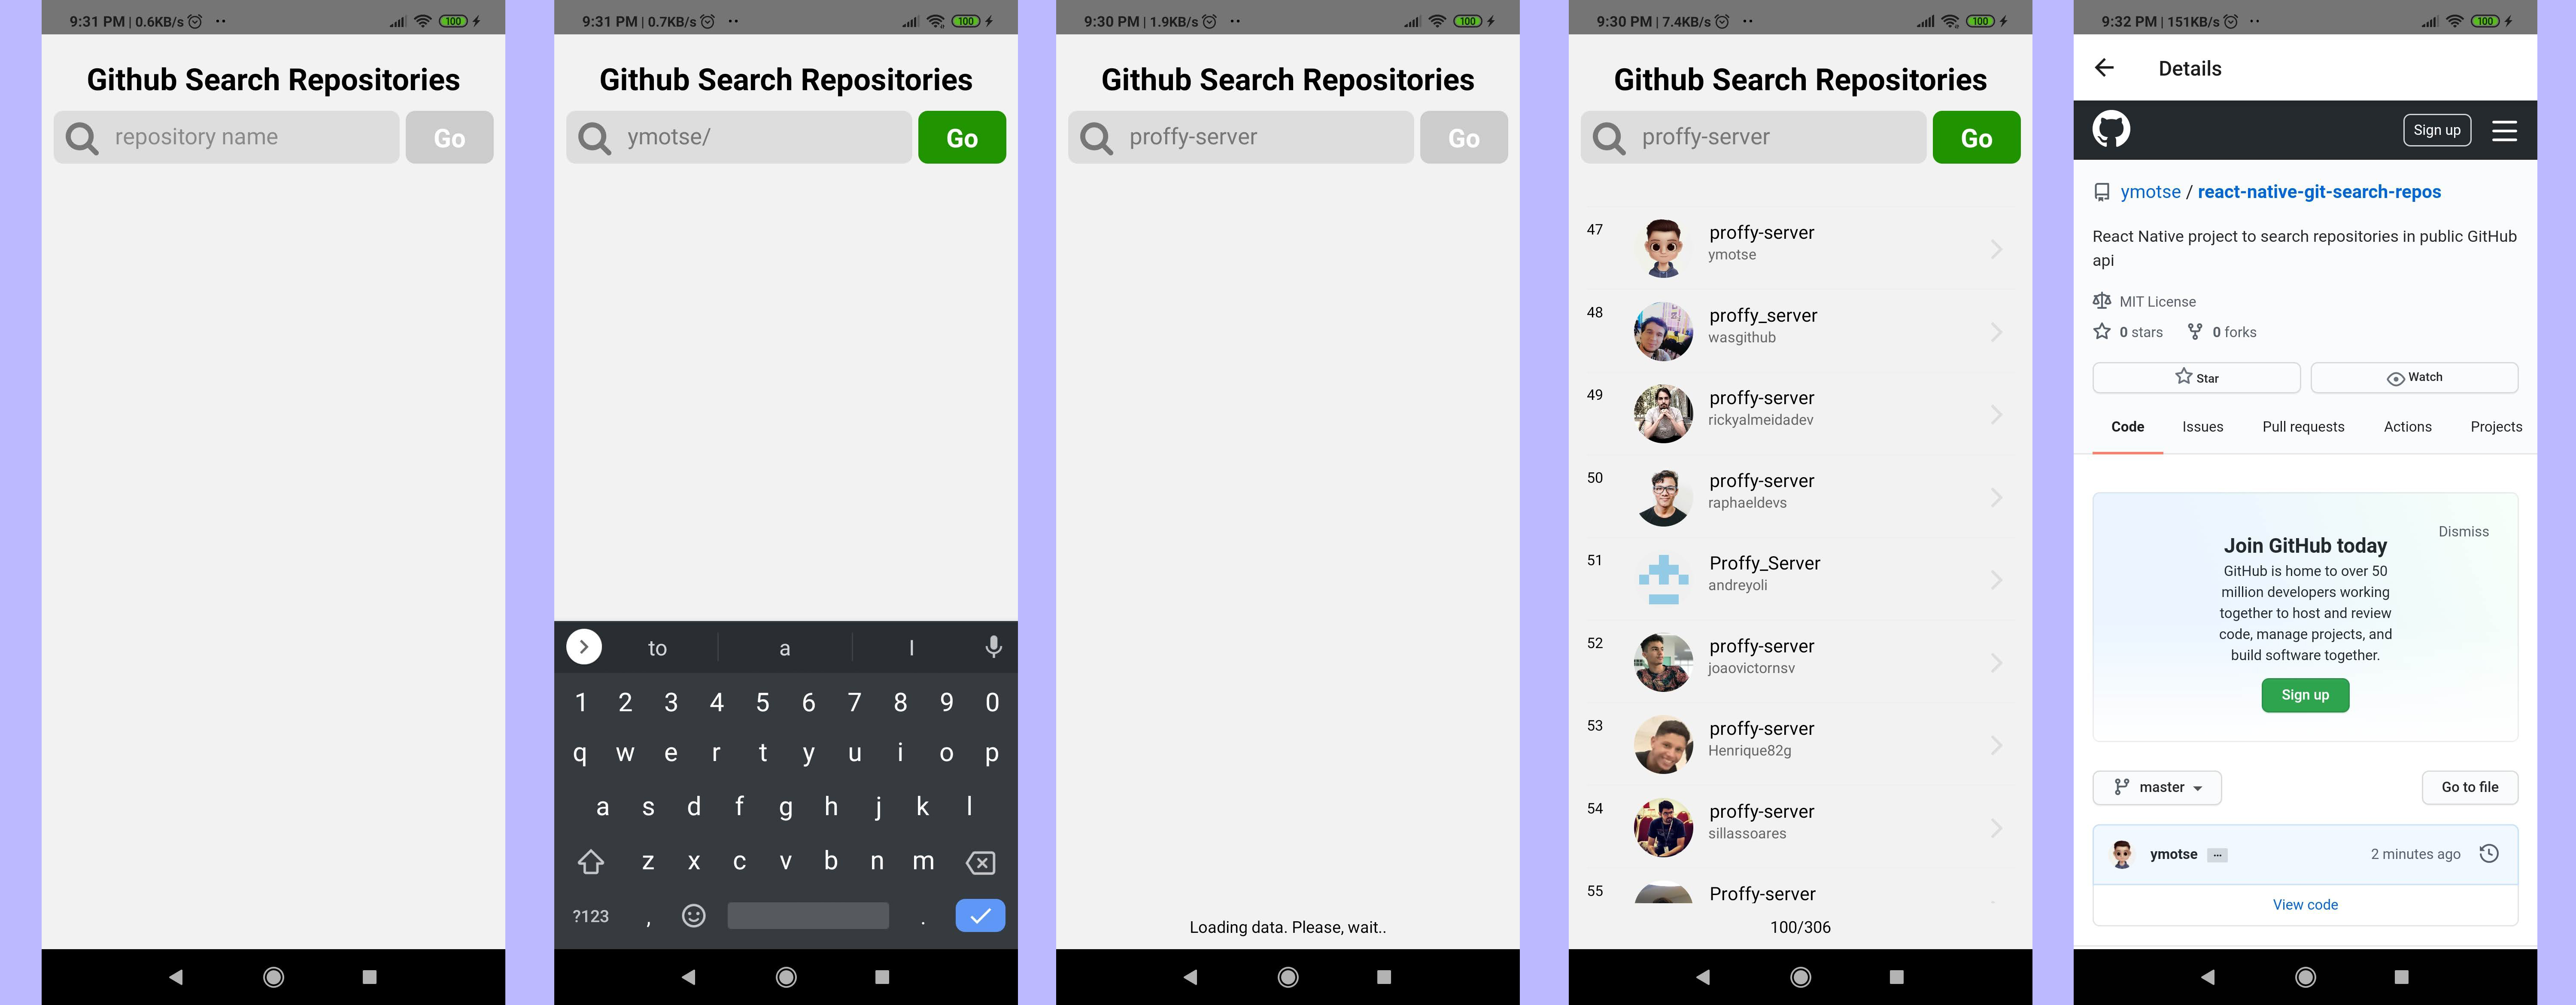 9:31 PM | 0.6KB/s
100
Github Search Repositories
repository name
Go
9:31 PM | 0.7KB/s
100
Github Search Repositories
ymotse/
Go
to a I
1 2 3 4 5 6 7 8 9 0
q w e r t y u i o p
a s d f g h j k l
z x c v b n m
?123 , .
9:30 PM | 1.9KB/s
100
Github Search Repositories
proffy-server
Go
Loading data. Please, wait..
9:30 PM | 7.4KB/s
100
Github Search Repositories
proffy-server
Go
47
proffy-server
ymotse
48
proffy_server
wasgithub
49
proffy-server
rickyalmeidadev
50
proffy-server
raphaeldevs
51
Proffy_Server
andreyoli
52
proffy-server
joaovictornsv
53
proffy-server
Henrique82g
54
proffy-server
sillassoares
55
Proffy-server
100/306
9:32 PM | 151KB/s
100
Details
Sign up
ymotse / react-native-git-search-repos
React Native project to search repositories in public GitHub
api
MIT License
0 stars 0 forks
Star Watch
Code Issues Pull requests Actions Projects
Dismiss
Join GitHub today
GitHub is home to over 50
million developers working
together to host and review
code, manage projects, and
build software together.
Sign up
master Go to file
ymotse ... 2 minutes ago
View code